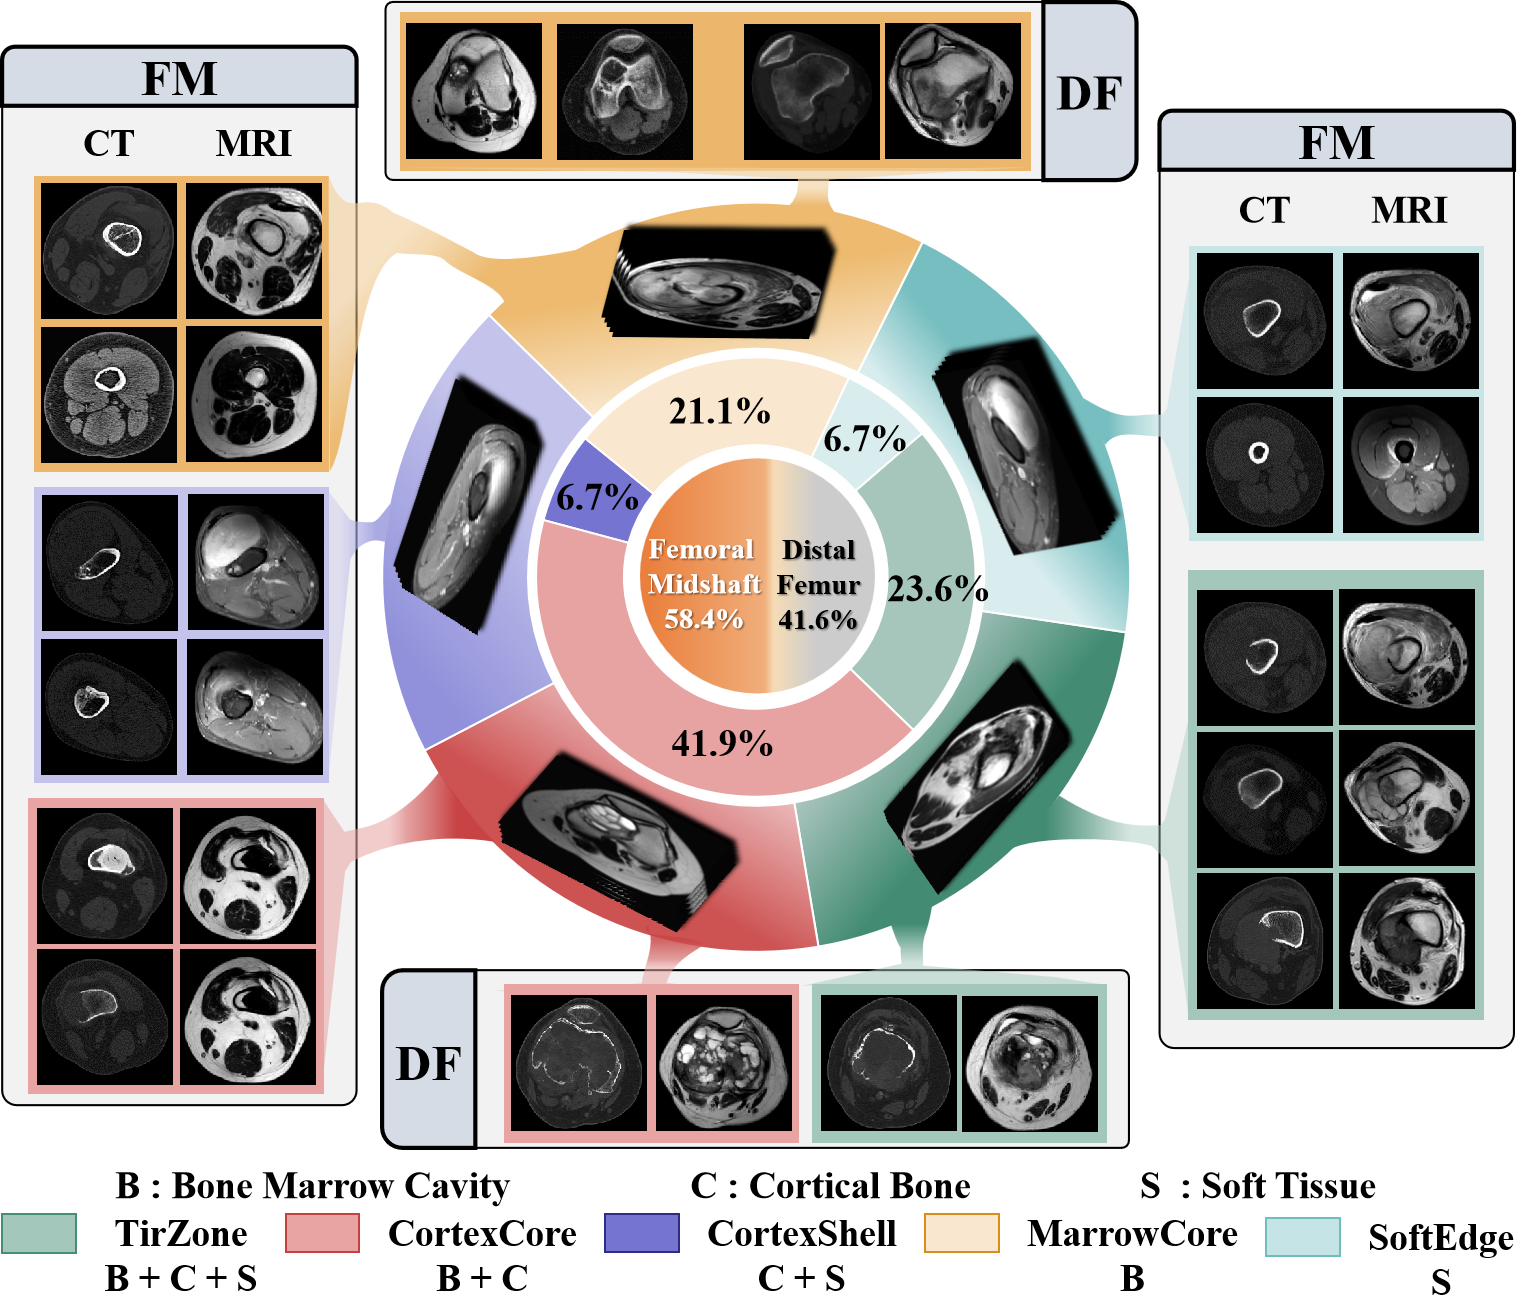 DF
FM
CT MRI
FM
CT MRI
21.1%
6.7%
6.7%
23.6%
41.9%
Femoral
Midshaft
58.4%
Distal
Femur
41.6%
DF
B : Bone Marrow Cavity
C : Cortical Bone
S : Soft Tissue
TirZone
B + C + S
CortexCore
B + C
CortexShell
C + S
MarrowCore
B
SoftEdge
S